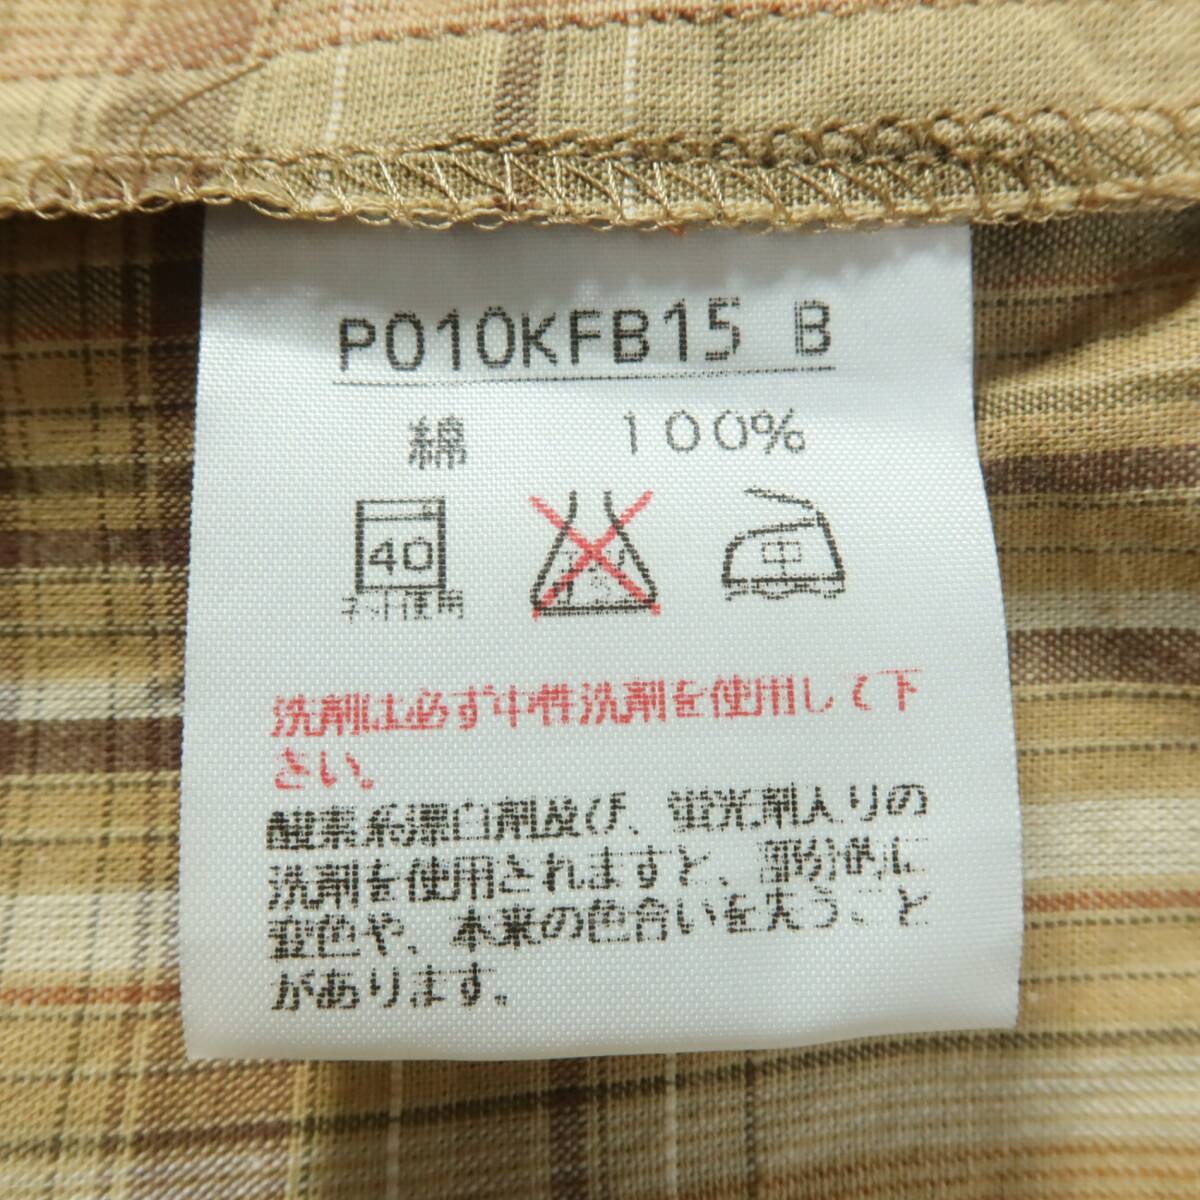 P010KFB15 B
綿 100%
40 中
ネット使用
洗剤は必ず中性洗剤を使用して下
さい。
酸素系漂白剤及び、蛍光剤入りの
洗剤を使用されますと、部分的に
変色や、本来の色合いを失うこと
があります。